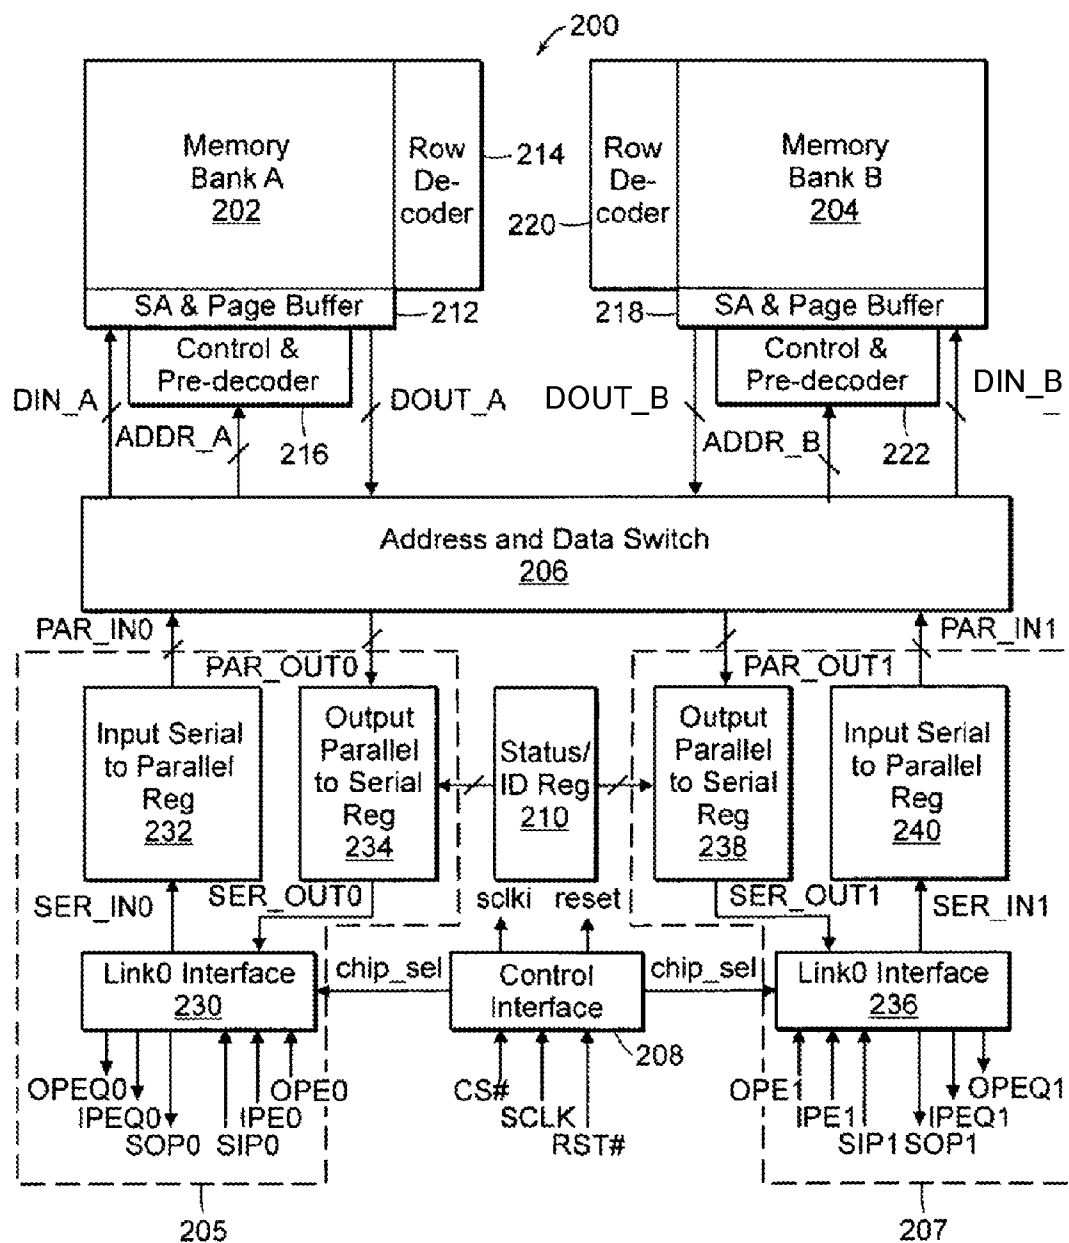 200
Memory
Bank A
202
Row
De-
coder
214
220
Row
De-
coder
Memory
Bank B
204
SA & Page Buffer
212
218
SA & Page Buffer
Control &
Pre-decoder
Control &
Pre-decoder
DIN_A
ADDR_A
216
DOUT_A
DOUT_B
ADDR_B
222
DIN_B
Address and Data Switch
206
PAR_IN0
PAR_OUT0
PAR_OUT1
PAR_IN1
Input Serial
to Parallel
Reg
232
Output
Parallel
to Serial
Reg
234
Status/
ID Reg
210
Output
Parallel
to Serial
Reg
238
Input Serial
to Parallel
Reg
240
SER_IN0
SER_OUT0
sclki
reset
SER_OUT1
SER_IN1
Link0 Interface
230
chip_sel
Control
Interface
208
chip_sel
Link0 Interface
236
OPEQ0
IPEQ0
SOP0
SIP0
IPE0
OPE0
CS#
SCLK
RST#
OPE1
IPE1
SIP1
SOP1
IPEQ1
OPEQ1
205
207